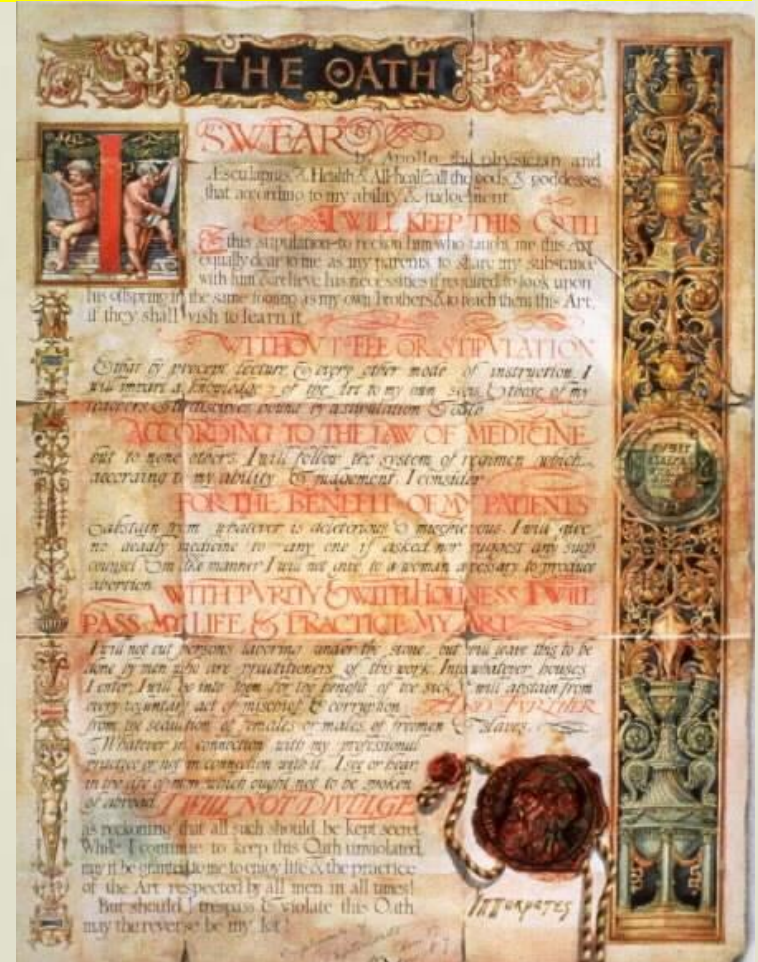 THE OATH
I SWEAR
by Apollo the physician and
Æsculapius, & Health & All-heal & all the gods & goddesses
that according to my ability & judgement
I WILL KEEP THIS OATH
& this stipulation to reckon him who taught me this Art
equally dear to me as my parents to share my substance
with him & relieve his necessities if required to look upon
his offspring in the same footing as my own brothers & to teach them this Art,
if they shall wish to learn it
WITHOVT FEE OR STIPVLATION
& that by precept lecture & every other mode of instruction I
will impart a knowledge of the Art to my own sons & those of my
teachers & to disciples bound by a stipulation & oath
ACCORDING TO THE LAW OF MEDICINE
but to none others. I will follow the system of regimen which
according to my ability & judgement I consider
FOR THE BENEFIT OF MY PATIENTS
& abstain from whatever is deleterious & mischievous. I will give
no deadly medicine to any one if asked nor suggest any such
counsel & in like manner I will not give to a woman a pessary to produce
abortion.
WITH PVRITY & WITH HOLINESS I WILL
PASS MY LIFE & PRACTICE MY ART
I will not cut persons laboring under the stone, but will leave this to be
done by men who are practitioners of this work. Into whatever houses
I enter, I will go into them for the benefit of the sick & will abstain from
every voluntary act of mischief & corruption AND FVRTHER
from the seduction of females or males, of freemen & slaves.
Whatever in connection with my professional
practice or not in connection with it, I see or hear,
in the life of men, which ought not to be spoken
of abroad, I WILL NOT DIVULGE
as reckoning that all such should be kept secret
While I continue to keep this Oath unviolated,
may it be granted to me to enjoy life & the practice
of the Art, respected by all men in all times!
But should I trespass & violate this Oath
may the reverse be my lot!